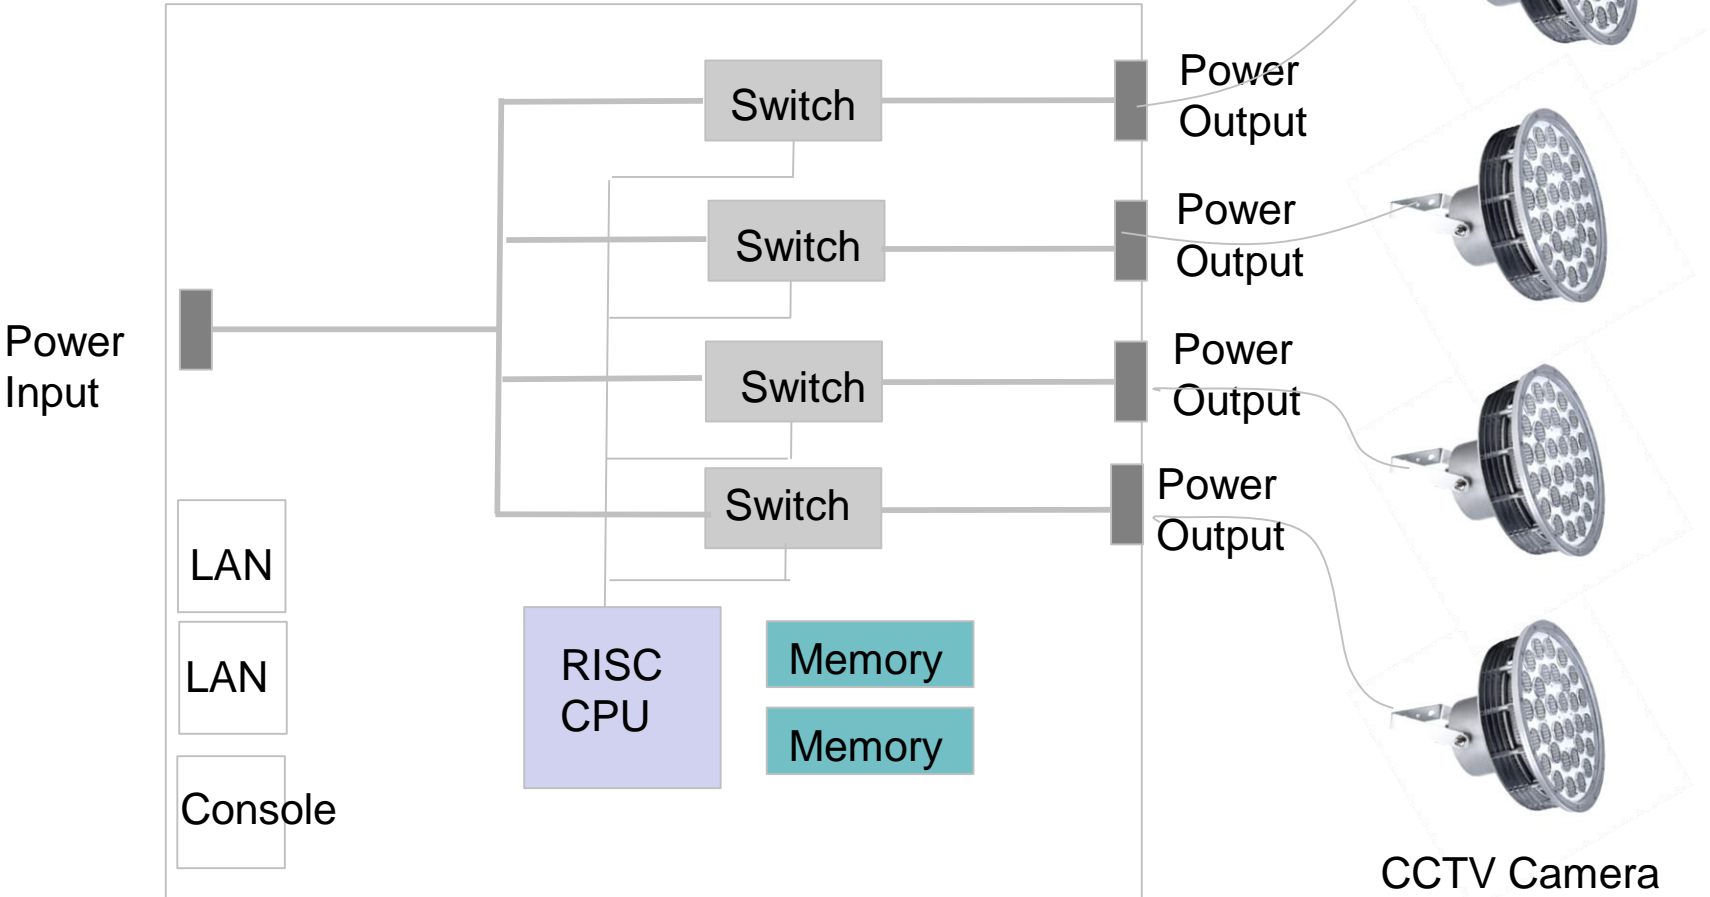 Power
Input
Switch
Switch
Switch
Switch
Power
Output
Power
Output
Power
Output
Power
Output
LAN
LAN
Console
RISC
CPU
Memory
Memory
CCTV Camera